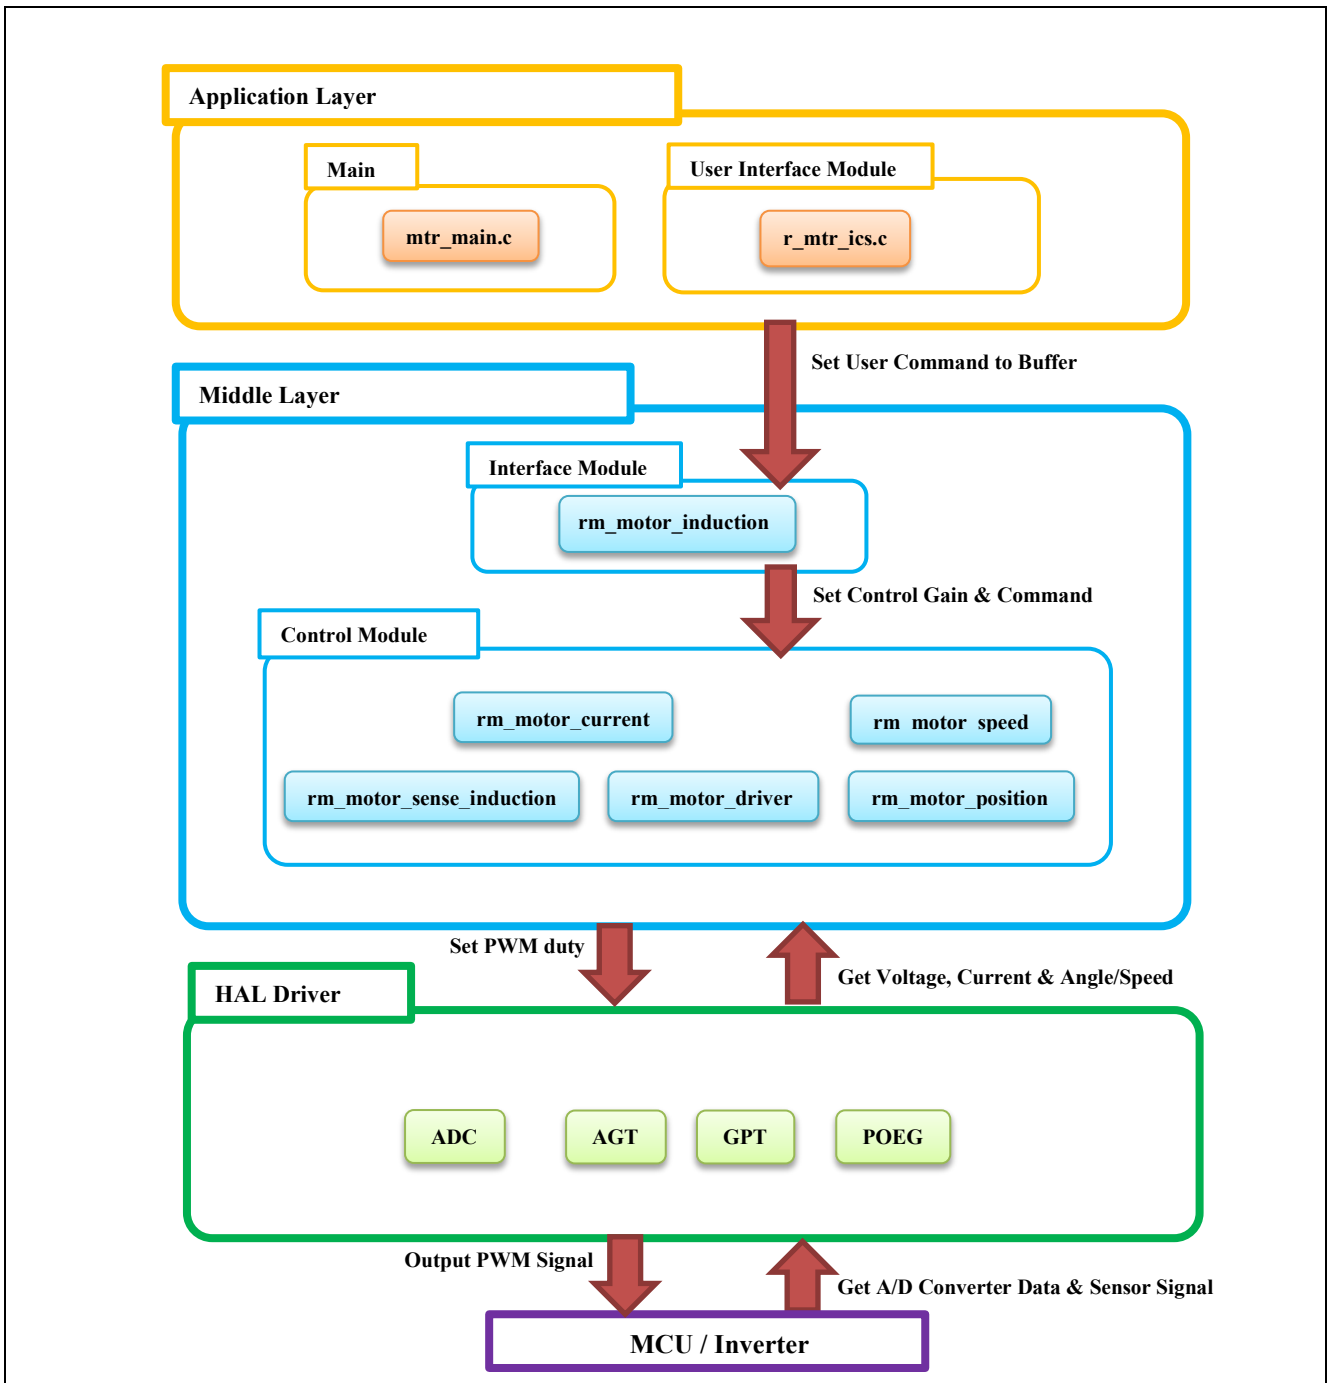 Application Layer
Main
User Interface Module
mtr_main.c
r_mtr_ics.c
Set User Command to Buffer
Middle Layer
Interface Module
rm_motor_induction
Set Control Gain & Command
Control Module
rm_motor_current
rm_motor_speed
rm_motor_sense_induction
rm_motor_driver
rm_motor_position
Set PWM duty
Get Voltage, Current & Angle/Speed
HAL Driver
ADC
AGT
GPT
POEG
Output PWM Signal
Get A/D Converter Data & Sensor Signal
MCU / Inverter